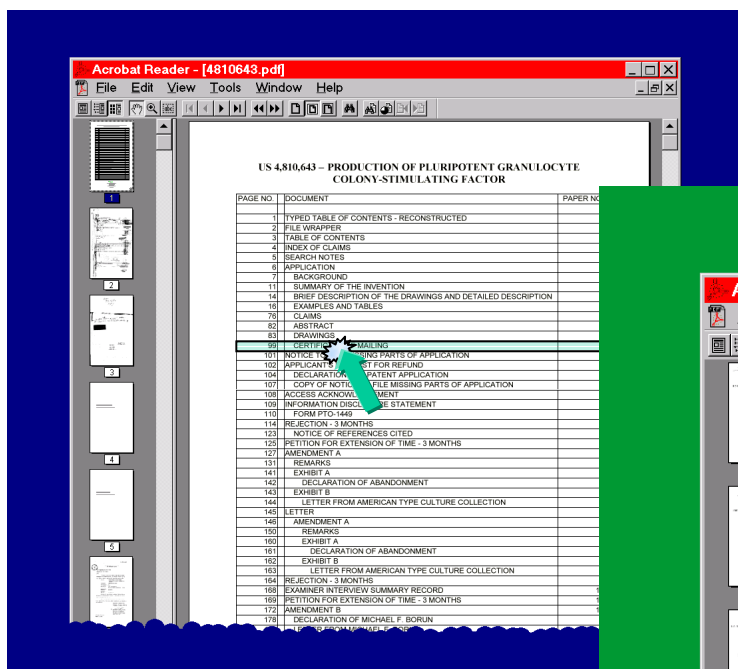 Acrobat Reader - [4810643.pdf]
File Edit View Tools Window Help
US 4,810,643 – PRODUCTION OF PLURIPOTENT GRANULOCYTE
COLONY-STIMULATING FACTOR
PAGE NO. DOCUMENT PAPER NO
1 TYPED TABLE OF CONTENTS - RECONSTRUCTED
2 FILE WRAPPER
3 TABLE OF CONTENTS
4 INDEX OF CLAIMS
5 SEARCH NOTES
6 APPLICATION
7 BACKGROUND
11 SUMMARY OF THE INVENTION
14 BRIEF DESCRIPTION OF THE DRAWINGS AND DETAILED DESCRIPTION
16 EXAMPLES AND TABLES
76 CLAIMS
82 ABSTRACT
83 DRAWINGS
99 MAILING
101 NOTICE PARTS OF APPLICATION
102 APPLICANT'S FOR REFUND
104 DECLARATION PATENT APPLICATION
107 COPY OF FILE MISSING PARTS OF APPLICATION
108 ACCESS
109 INFORMATION STATEMENT
110 FORM PTO-1449
114 REJECTION - 3 MONTHS
123 NOTICE OF REFERENCES CITED
125 PETITION FOR EXTENSION OF TIME - 3 MONTHS
127 AMENDMENT A
131 REMARKS
141 EXHIBIT A
142 DECLARATION OF ABANDONMENT
143 EXHIBIT B
144 LETTER FROM AMERICAN TYPE CULTURE COLLECTION
145 LETTER
146 AMENDMENT A
150 REMARKS
160 EXHIBIT A
161 DECLARATION OF ABANDONMENT
162 EXHIBIT B
163 LETTER FROM AMERICAN TYPE CULTURE COLLECTION
164 REJECTION - 3 MONTHS
168 EXAMINER INTERVIEW SUMMARY RECORD 1
169 PETITION FOR EXTENSION OF TIME - 3 MONTHS 1
172 AMENDMENT B 1
178 DECLARATION OF MICHAEL F. BORUN
1
2
3
4
5
A